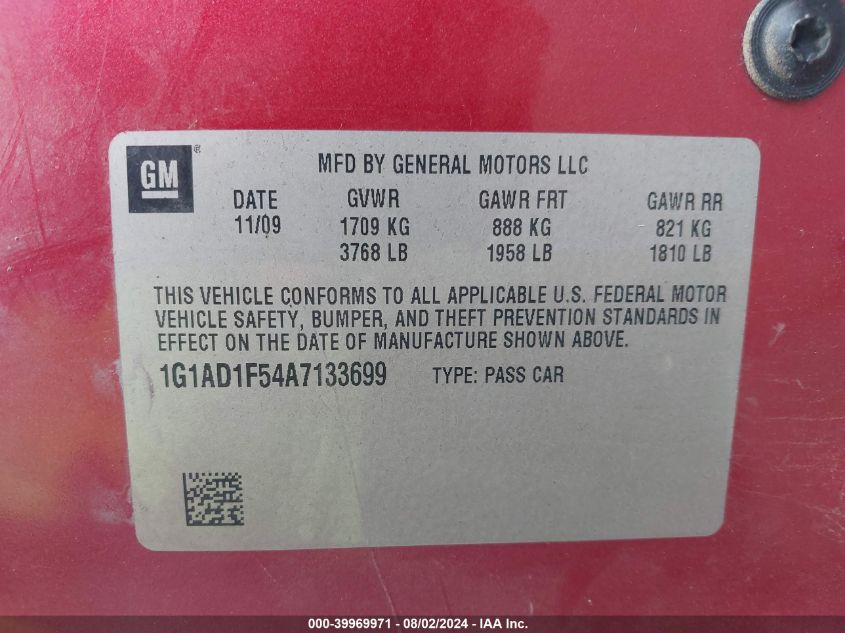 GM ®
MFD BY GENERAL MOTORS LLC
DATE GVWR GAWR FRT GAWR RR
11/09 1709 KG 888 KG 821 KG
3768 LB 1958 LB 1810 LB
THIS VEHICLE CONFORMS TO ALL APPLICABLE U.S. FEDERAL MOTOR
VEHICLE SAFETY, BUMPER, AND THEFT PREVENTION STANDARDS IN
EFFECT ON THE DATE OF MANUFACTURE SHOWN ABOVE.
1G1AD1F54A7133699 TYPE: PASS CAR
000-39969971 - 08/02/2024 - IAA Inc.